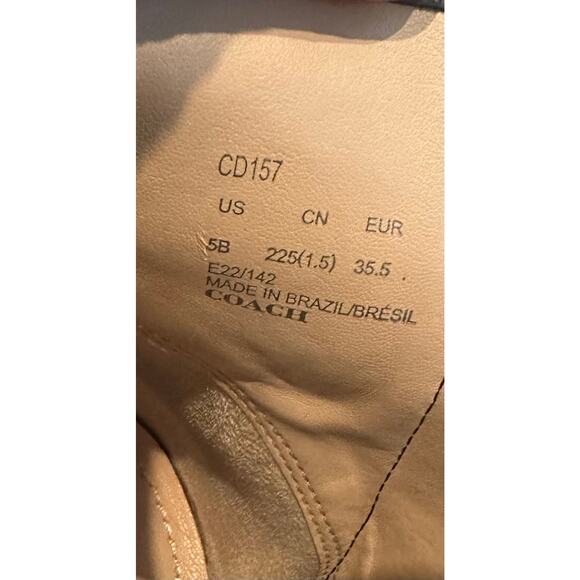 CD157
US CN EUR
5B 225(1.5) 35.5
E22/142
MADE IN BRAZIL/BRÉSIL
COACH